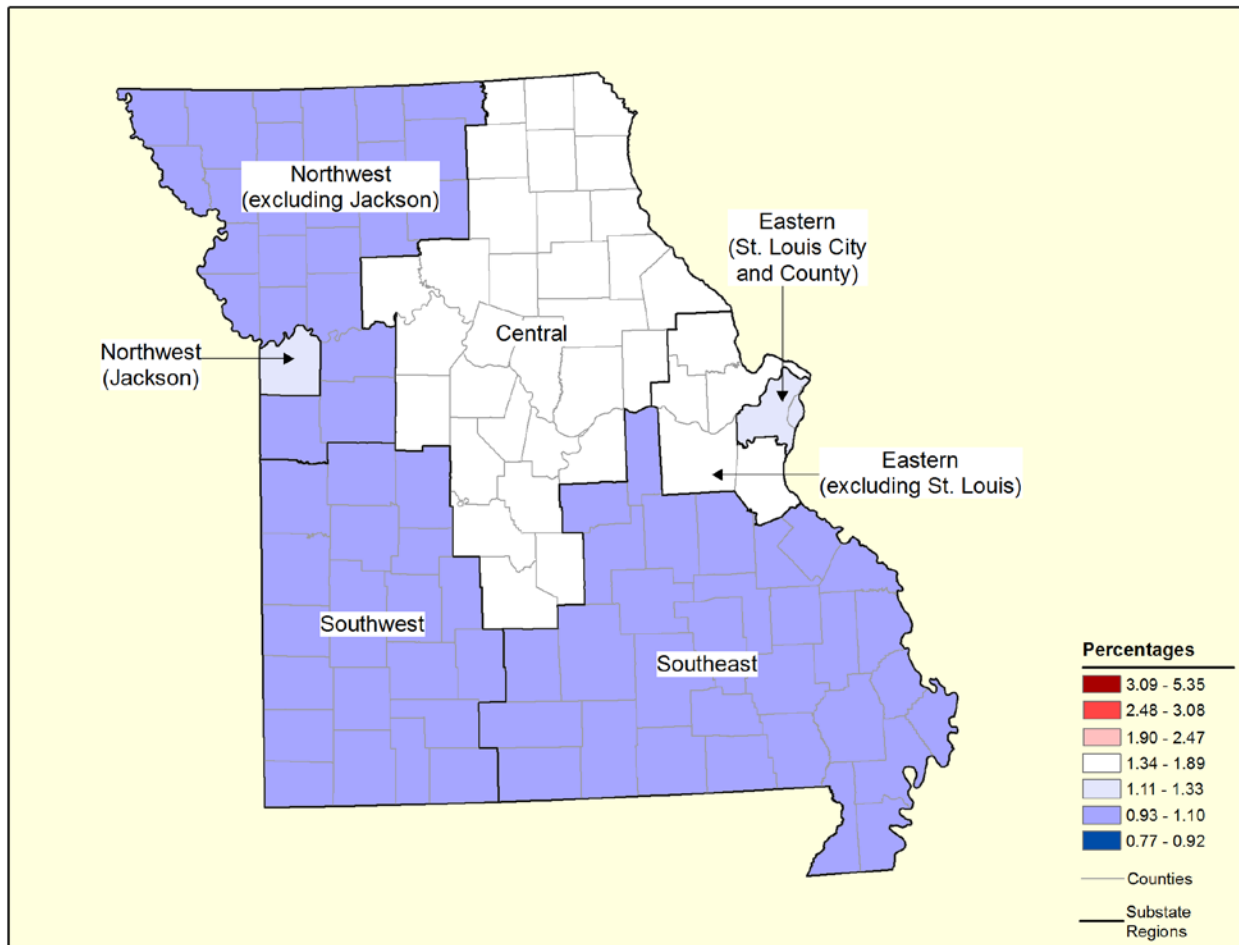 Northwest
(excluding Jackson)
Eastern
(St. Louis City
and County)
Central
Northwest
(Jackson)
Eastern
(excluding St. Louis)
Southwest
Southeast
Percentages
3.09 - 5.35
2.48 - 3.08
1.90 - 2.47
1.34 - 1.89
1.11 - 1.33
0.93 - 1.10
0.77 - 0.92
Counties
Substate
Regions